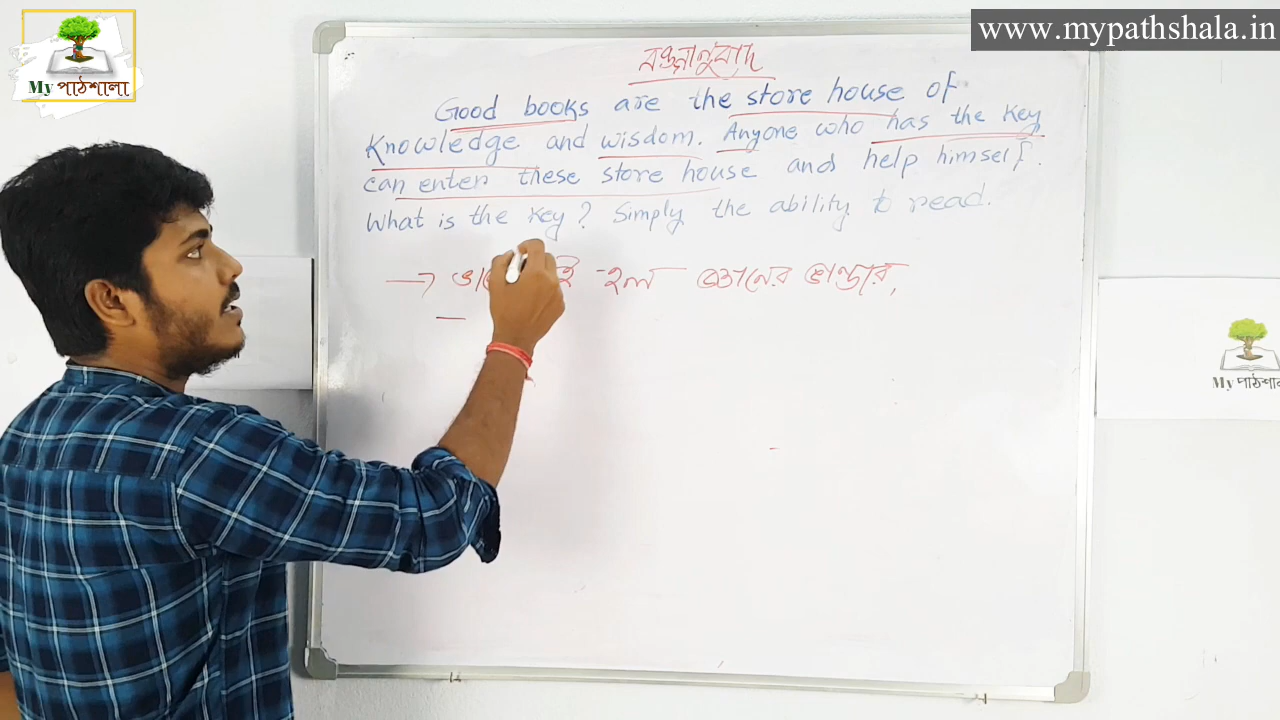 www.mypathshala.in
My পাঠশালা
বঙ্গানুবাদ
Good books are the store house of
Knowledge and wisdom. Anyone who has the key
can enter these store house and help himself.
What is the key? Simply the ability to read.
→ হল জ্ঞানের ভান্ডার,
My পাঠশালা